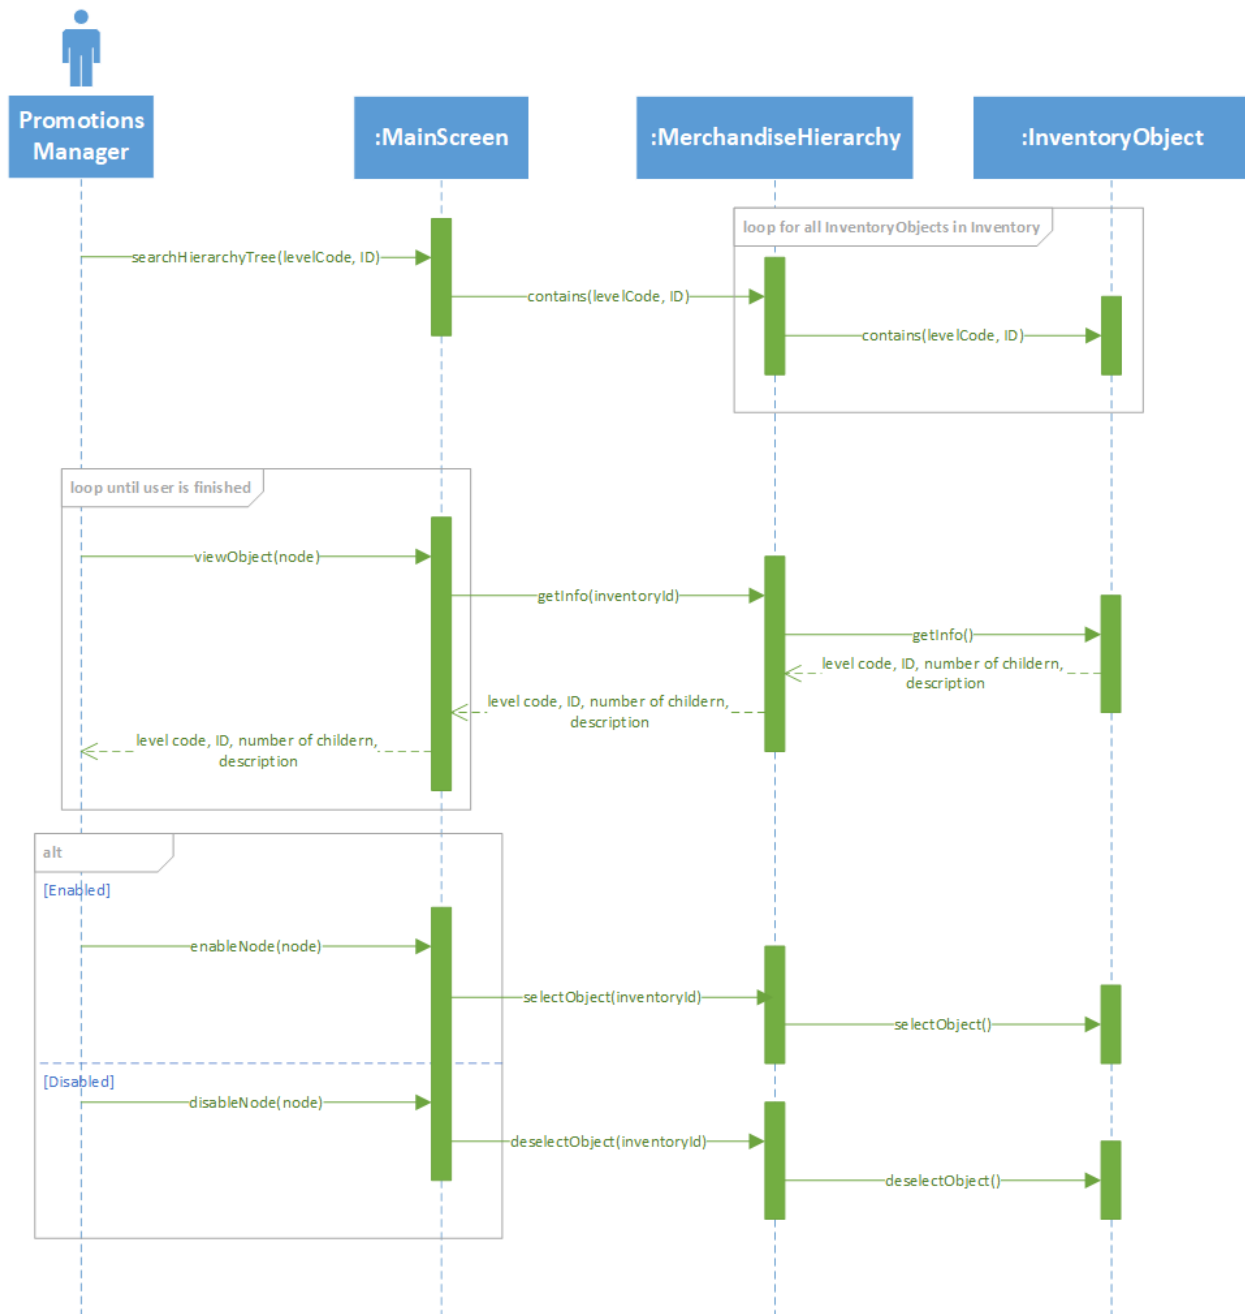 Promotions
Manager
:MainScreen
:MerchandiseHierarchy
:InventoryObject
loop for all InventoryObjects in Inventory
searchHierarchyTree(levelCode, ID)
contains(levelCode, ID)
contains(levelCode, ID)
loop until user is finished
viewObject(node)
getInfo(inventoryId)
getInfo()
level code, ID, number of childern,
description
level code, ID, number of childern,
description
level code, ID, number of childern,
description
alt
[Enabled]
enableNode(node)
selectObject(inventoryId)
selectObject()
[Disabled]
disableNode(node)
deselectObject(inventoryId)
deselectObject()